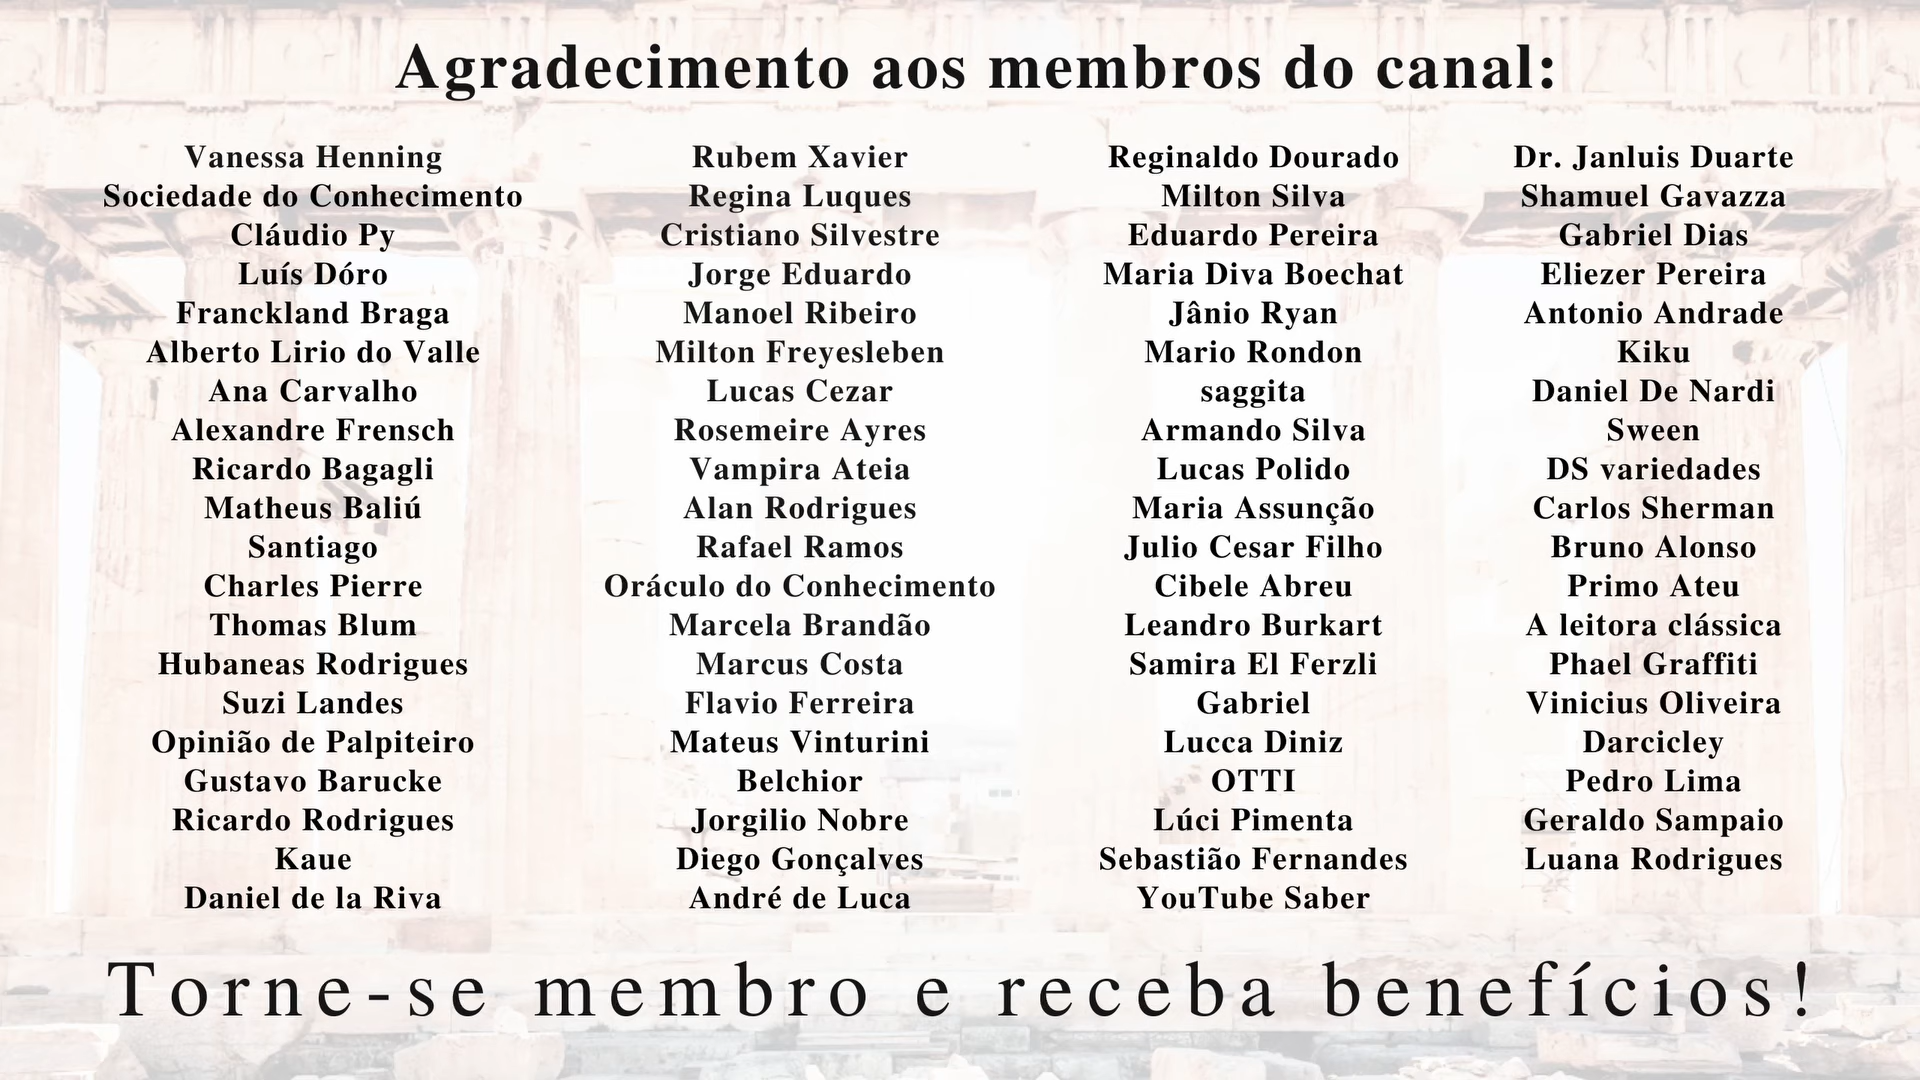 Agradecimento aos membros do canal:
Vanessa Henning
Sociedade do Conhecimento
Cláudio Py
Luís Dóro
Franckland Braga
Alberto Lirio do Valle
Ana Carvalho
Alexandre Frensch
Ricardo Bagagli
Matheus Baliú
Santiago
Charles Pierre
Thomas Blum
Hubaneas Rodrigues
Suzi Landes
Opinião de Palpiteiro
Gustavo Barucke
Ricardo Rodrigues
Kaue
Daniel de la Riva
Rubem Xavier
Regina Luques
Cristiano Silvestre
Jorge Eduardo
Manoel Ribeiro
Milton Freyesleben
Lucas Cezar
Rosemeire Ayres
Vampira Ateia
Alan Rodrigues
Rafael Ramos
Oráculo do Conhecimento
Marcela Brandão
Marcus Costa
Flavio Ferreira
Mateus Vinturini
Belchior
Jorgilio Nobre
Diego Gonçalves
André de Luca
Reginaldo Dourado
Milton Silva
Eduardo Pereira
Maria Diva Boechat
Jânio Ryan
Mario Rondon
saggita
Armando Silva
Lucas Polido
Maria Assunção
Julio Cesar Filho
Cibele Abreu
Leandro Burkart
Samira El Ferzli
Gabriel
Lucca Diniz
OTTI
Lúci Pimenta
Sebastião Fernandes
YouTube Saber
Dr. Janluis Duarte
Shamuel Gavazza
Gabriel Dias
Eliezer Pereira
Antonio Andrade
Kiku
Daniel De Nardi
Sween
DS variedades
Carlos Sherman
Bruno Alonso
Primo Ateu
A leitora clássica
Phael Graffiti
Vinicius Oliveira
Darcicley
Pedro Lima
Geraldo Sampaio
Luana Rodrigues
Torne-se membro e receba benefícios!